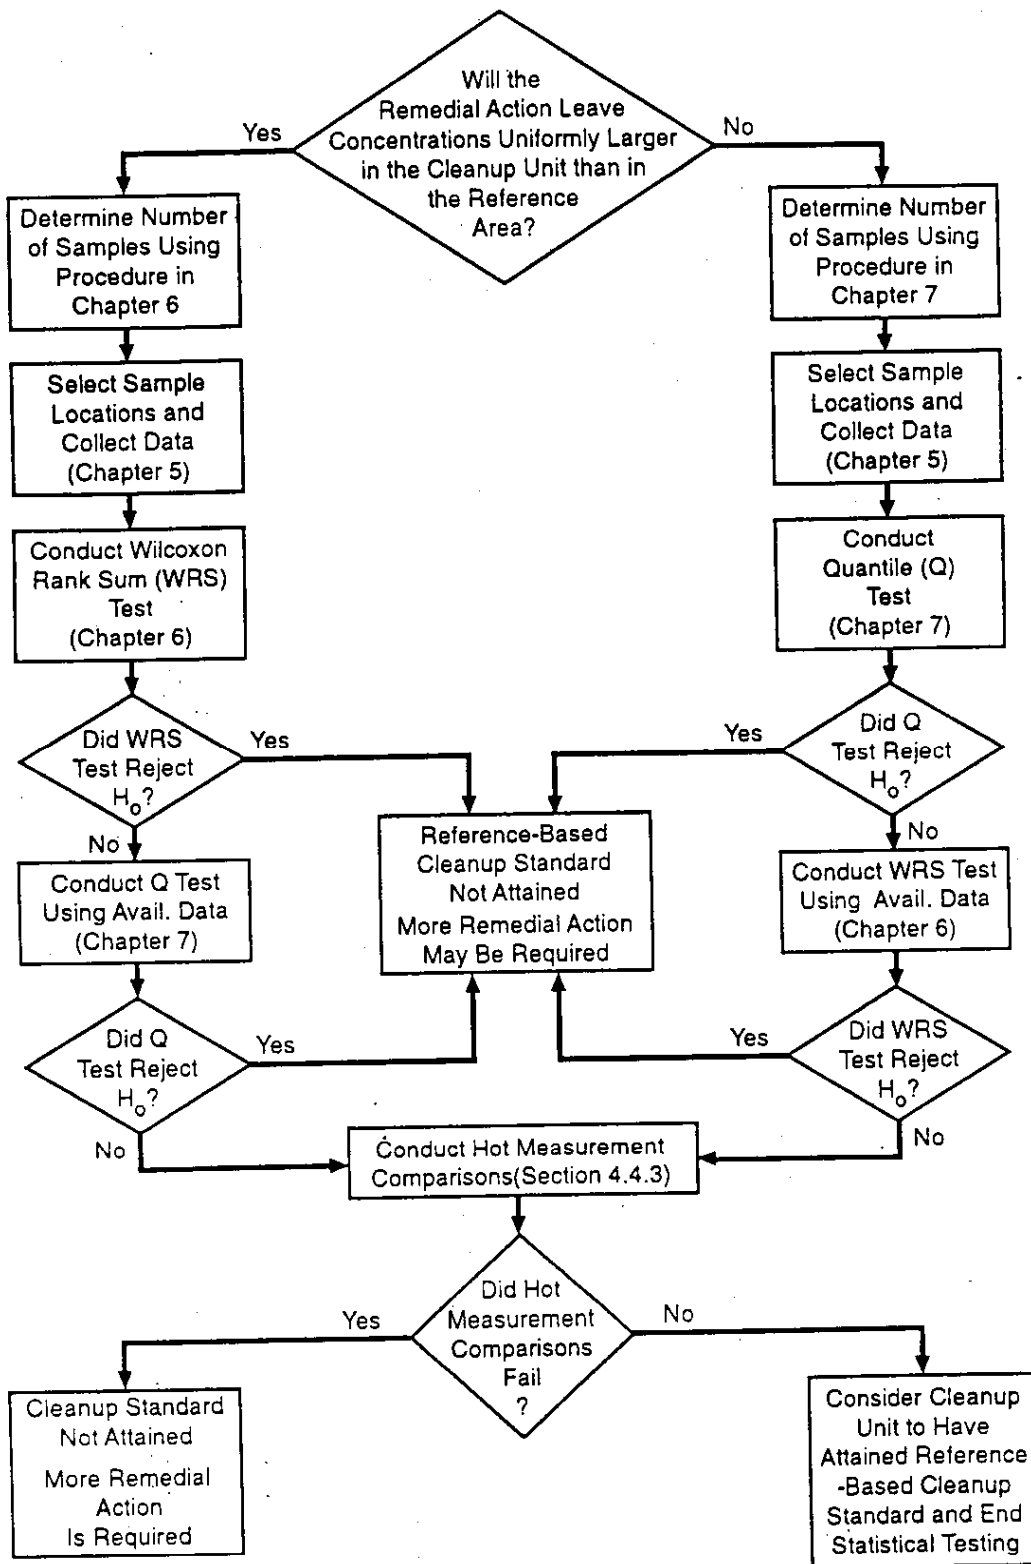 Will the
Remedial Action Leave
Concentrations Uniformly Larger
in the Cleanup Unit than in
the Reference
Area?
Yes
No
Determine Number
of Samples Using
Procedure in
Chapter 6
Determine Number
of Samples Using
Procedure in
Chapter 7
Select Sample
Locations and
Collect Data
(Chapter 5)
Select Sample
Locations and
Collect Data
(Chapter 5)
Conduct Wilcoxon
Rank Sum (WRS)
Test
(Chapter 6)
Conduct
Quantile (Q)
Test
(Chapter 7)
Did WRS
Test Reject
Ho?
Yes
Yes
Did Q
Test Reject
Ho?
No
No
Reference-Based
Cleanup Standard
Not Attained
More Remedial Action
May Be Required
Conduct Q Test
Using Avail. Data
(Chapter 7)
Conduct WRS Test
Using Avail. Data
(Chapter 6)
Did Q
Test Reject
Ho?
Yes
Yes
Did WRS
Test Reject
Ho?
No
No
Conduct Hot Measurement
Comparisons(Section 4.4.3)
Did Hot
Measurement
Comparisons
Fail
?
Yes
No
Cleanup Standard
Not Attained
More Remedial
Action
Is Required
Consider Cleanup
Unit to Have
Attained Reference
-Based Cleanup
Standard and End
Statistical Testing